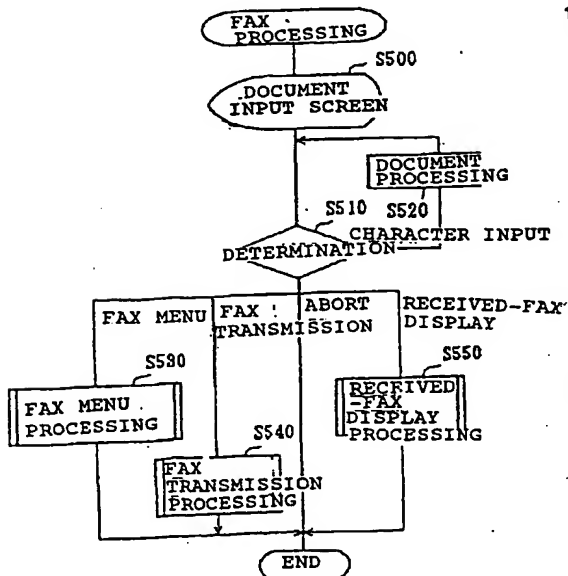 FAX
PROCESSING
S500
DOCUMENT
INPUT SCREEN
DOCUMENT
PROCESSING
S520
S510
CHARACTER INPUT
DETERMINATION
FAX MENU
FAX
TRANSMISSION
ABORT
RECEIVED-FAX
DISPLAY
S530
FAX MENU
PROCESSING
S550
RECRIVED
-FAX
DISPLAY
PROCESSING
S540
FAX
TRANSMISSION
PROCESSING
END